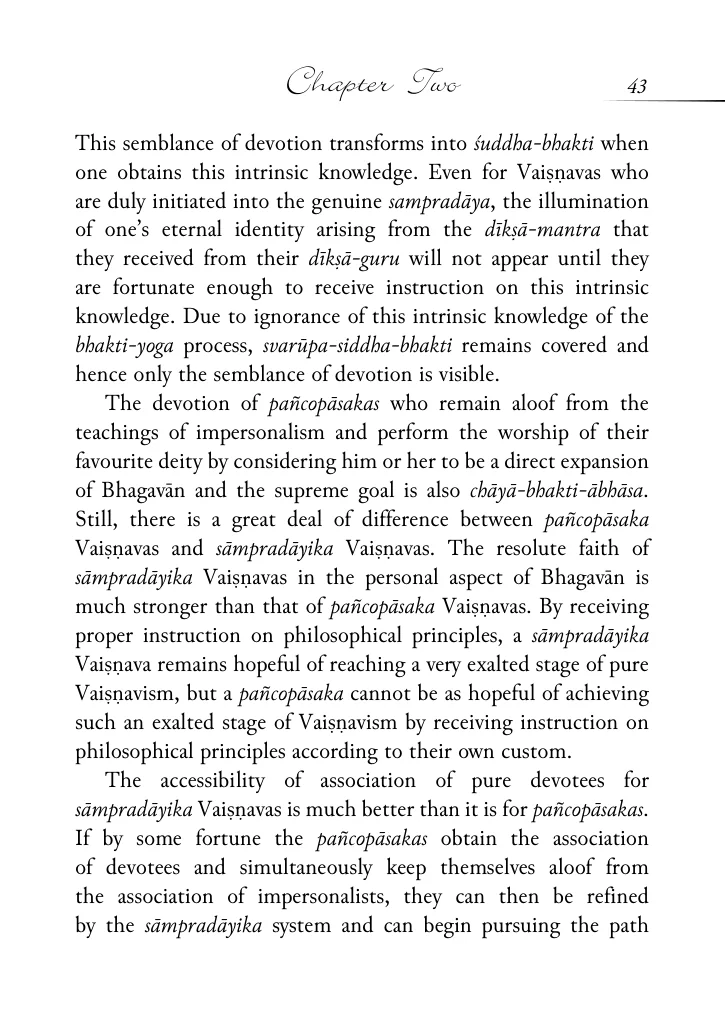 Chapter Two 43
This semblance of devotion transforms into śuddha-bhakti when
one obtains this intrinsic knowledge. Even for Vaiṣṇavas who
are duly initiated into the genuine sampradāya, the illumination
of one’s eternal identity arising from the dīkṣā-mantra that
they received from their dīkṣā-guru will not appear until they
are fortunate enough to receive instruction on this intrinsic
knowledge. Due to ignorance of this intrinsic knowledge of the
bhakti-yoga process, svarūpa-siddha-bhakti remains covered and
hence only the semblance of devotion is visible.
The devotion of pañcopāsakas who remain aloof from the
teachings of impersonalism and perform the worship of their
favourite deity by considering him or her to be a direct expansion
of Bhagavān and the supreme goal is also chāyā-bhakti-ābhāsa.
Still, there is a great deal of difference between pañcopāsaka
Vaiṣṇavas and sāmpradāyika Vaiṣṇavas. The resolute faith of
sāmpradāyika Vaiṣṇavas in the personal aspect of Bhagavān is
much stronger than that of pañcopāsaka Vaiṣṇavas. By receiving
proper instruction on philosophical principles, a sāmpradāyika
Vaiṣṇava remains hopeful of reaching a very exalted stage of pure
Vaiṣṇavism, but a pañcopāsaka cannot be as hopeful of achieving
such an exalted stage of Vaiṣṇavism by receiving instruction on
philosophical principles according to their own custom.
The accessibility of association of pure devotees for
sāmpradāyika Vaiṣṇavas is much better than it is for pañcopāsakas.
If by some fortune the pañcopāsakas obtain the association
of devotees and simultaneously keep themselves aloof from
the association of impersonalists, they can then be refined
by the sāmpradāyika system and can begin pursuing the path